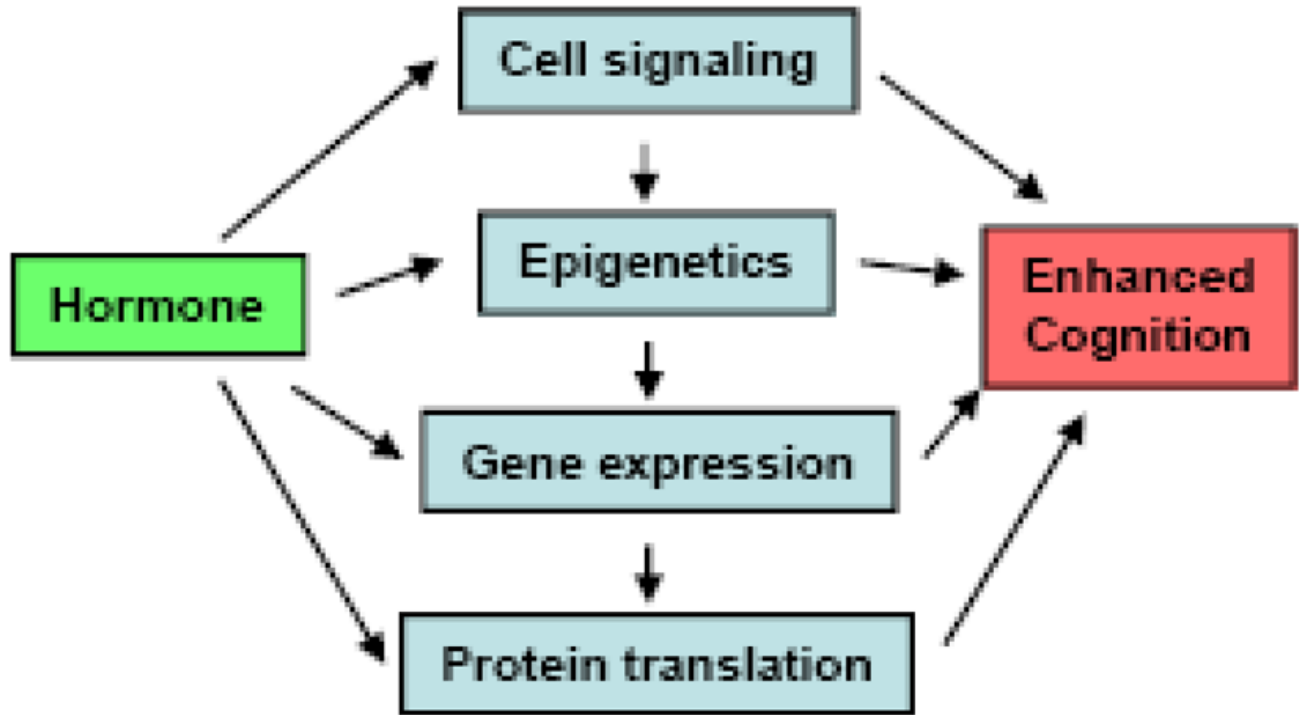 Cell signaling
Epigenetics
Hormone
Enhanced
Cognition
Gene expression
Protein translation